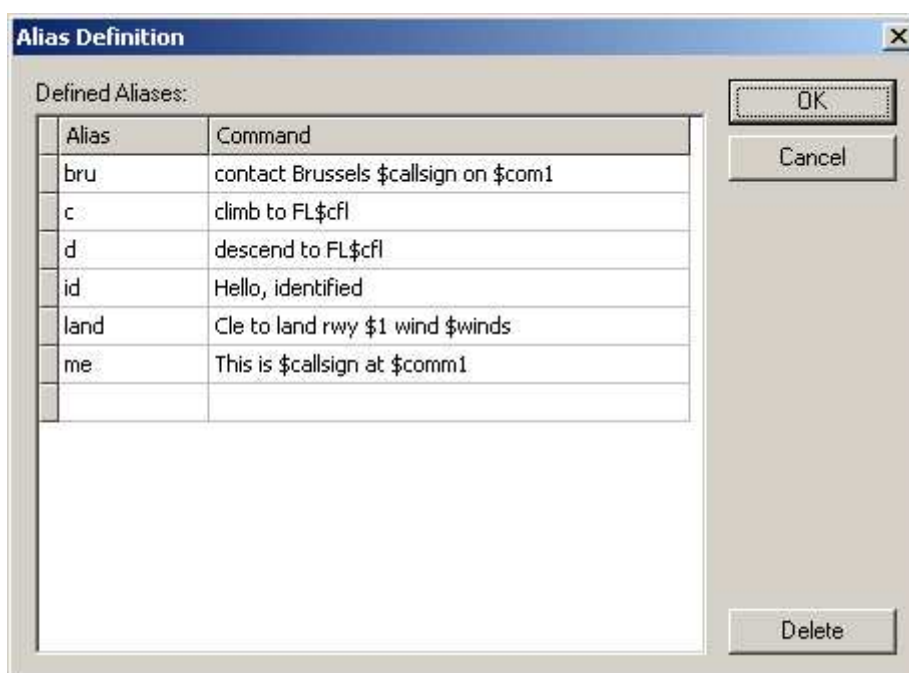 Alias Definition
Defined Aliases:
OK
Cancel
Alias Command
bru contact Brussels $callsign on $com1
c climb to FL$cfl
d descend to FL$cfl
id Hello, identified
land Cle to land rwy $1 wind $winds
me This is $callsign at $comm1
Delete